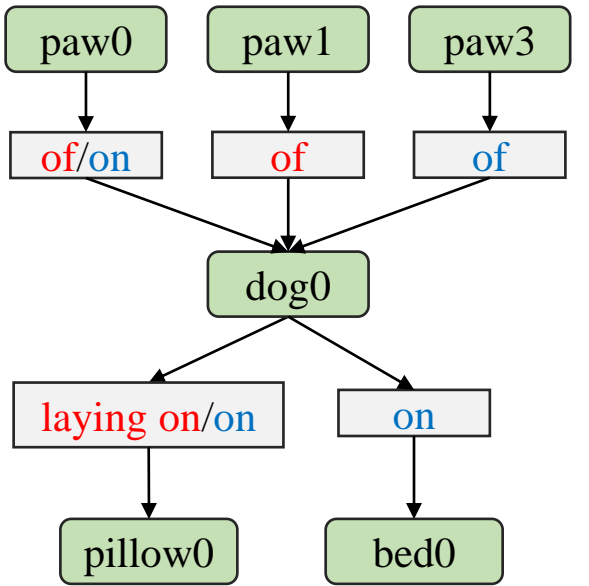 paw0 paw1 paw3
of/on of of
dog0
laying on/on on
pillow0 bed0